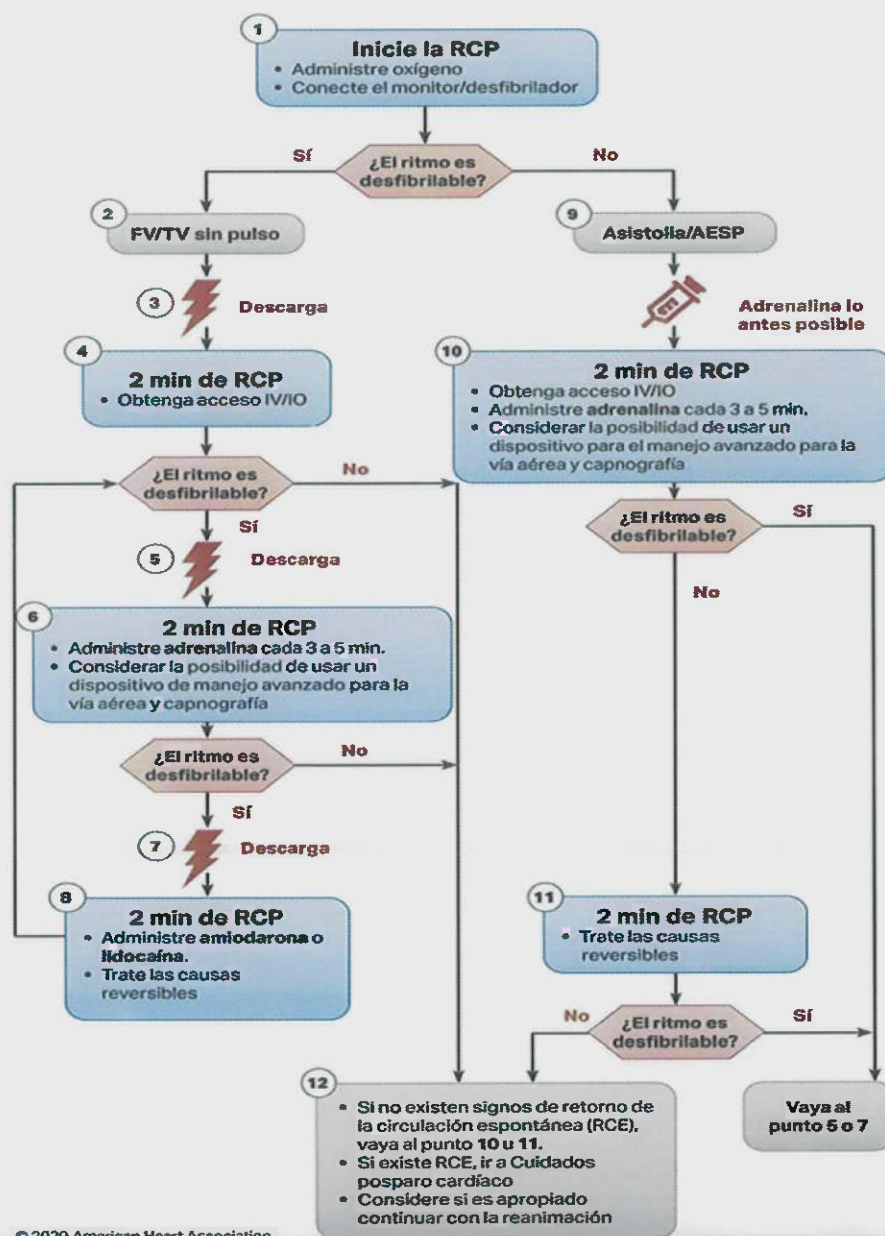 1
Inicie la RCP
• Administre oxígeno
• Conecte el monitor/desfibrilador
Sí
¿El ritmo es
desfibrilable?
No
2
FV/TV sin pulso
9
Asistolia/AESP
3
Descarga
Adrenalina lo
antes posible
4
2 min de RCP
• Obtenga acceso IV/IO
10
2 min de RCP
• Obtenga acceso IV/IO
• Administre adrenalina cada 3 a 5 min.
• Considerar la posibilidad de usar un
dispositivo para el manejo avanzado para la
vía aérea y capnografía
¿El ritmo es
desfibrilable?
No
Sí
¿El ritmo es
desfibrilable?
Sí
No
5
Descarga
6
2 min de RCP
• Administre adrenalina cada 3 a 5 min.
• Considerar la posibilidad de usar un
dispositivo de manejo avanzado para la
vía aérea y capnografía
¿El ritmo es
desfibrilable?
No
Sí
7
Descarga
8
2 min de RCP
• Administre amiodarona o
lidocaína.
• Trate las causas
reversibles
11
2 min de RCP
• Trate las causas
reversibles
No
¿El ritmo es
desfibrilable?
Sí
12
• Si no existen signos de retorno de
la circulación espontánea (RCE),
vaya al punto 10 u 11.
• Si existe RCE, ir a Cuidados
posparo cardíaco
• Considere si es apropiado
continuar con la reanimación
Vaya al
punto 5 o 7
© 2020 American Heart Association